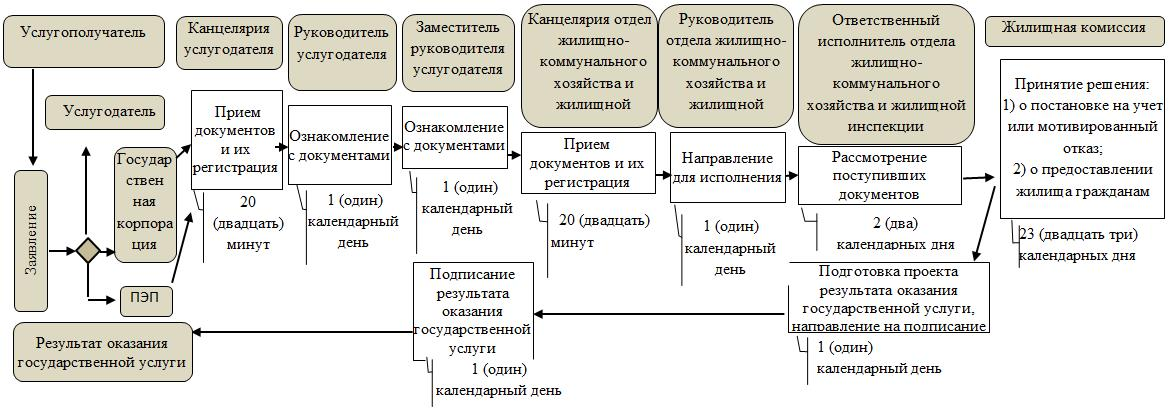 Услугополучатель
Канцелярия
услугодателя
Руководитель
услугодателя
Заместитель
руководителя
услугодателя
Канцелярия отдел
жилищно-
коммунального
хозяйства и
жилищной
Руководитель
отдела жилищно-
коммунального
хозяйства и
жилищной
Ответственный
исполнитель отдела
жилищно-
коммунального
хозяйства и жилищной
инспекции
Жилищная комиссия
Услугодатель
Заявление
Государ
ствен
ная
корпора
ция
ПЭП
Прием
документов
и их
регистрация
20
(двадцать)
минут
Ознакомление
с документами
1 (один)
календарный
день
Ознакомление
с документами
1 (один)
календарный
день
Прием
документов и их
регистрация
20 (двадцать)
минут
Направление
для исполнения
1 (один)
календарный
день
Рассмотрение
поступивших
документов
2 (два)
календарных дня
Принятие решения:
1) о постановке на учет
или мотивированный
отказ;
2) о предоставлении
жилища гражданам
23 (двадцать три)
календарных дня
Подготовка проекта
результата оказания
государственной услуги,
направление на подписание
1 (один)
календарный день
Подписание
результата
оказания
государственной
услуги
1 (один)
календарный день
Результат оказания
государственной услуги